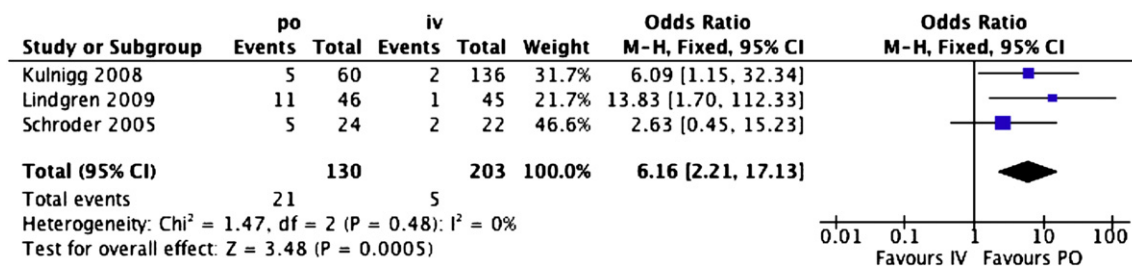 po iv Odds Ratio Odds Ratio
Study or Subgroup Events Total Events Total Weight M-H, Fixed, 95% CI M-H, Fixed, 95% CI
Kulnigg 2008 5 60 2 136 31.7% 6.09 [1.15, 32.34]
Lindgren 2009 11 46 1 45 21.7% 13.83 [1.70, 112.33]
Schroder 2005 5 24 2 22 46.6% 2.63 [0.45, 15.23]
Total (95% CI) 130 203 100.0% 6.16 [2.21, 17.13]
Total events 21 5
Heterogeneity: Chi² = 1.47, df = 2 (P = 0.48); I² = 0%
Test for overall effect: Z = 3.48 (P = 0.0005)
0.01 0.1 1 10 100
Favours IV Favours PO